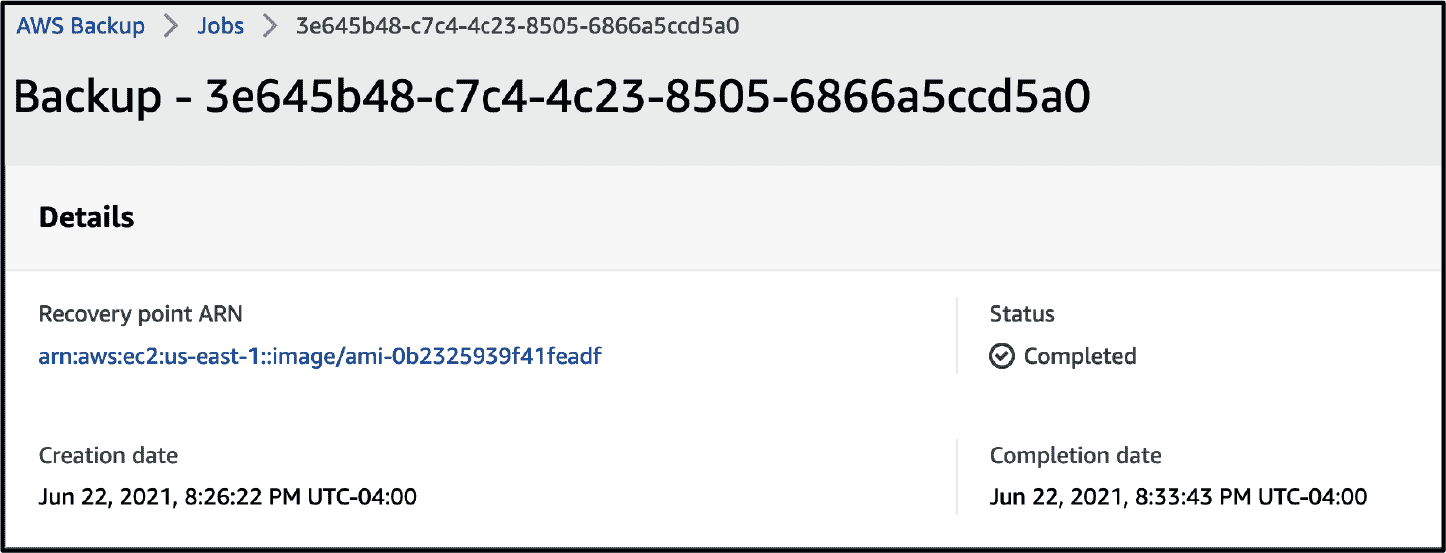 AWS Backup > Jobs > 3e645b48-c7c4-4c23-8505-6866a5ccd5a0
Backup - 3e645b48-c7c4-4c23-8505-6866a5ccd5a0
Details
Recovery point ARN
arn:aws:ec2:us-east-1::image/ami-0b2325939f41feadf
Status
Completed
Creation date
Jun 22, 2021, 8:26:22 PM UTC-04:00
Completion date
Jun 22, 2021, 8:33:43 PM UTC-04:00